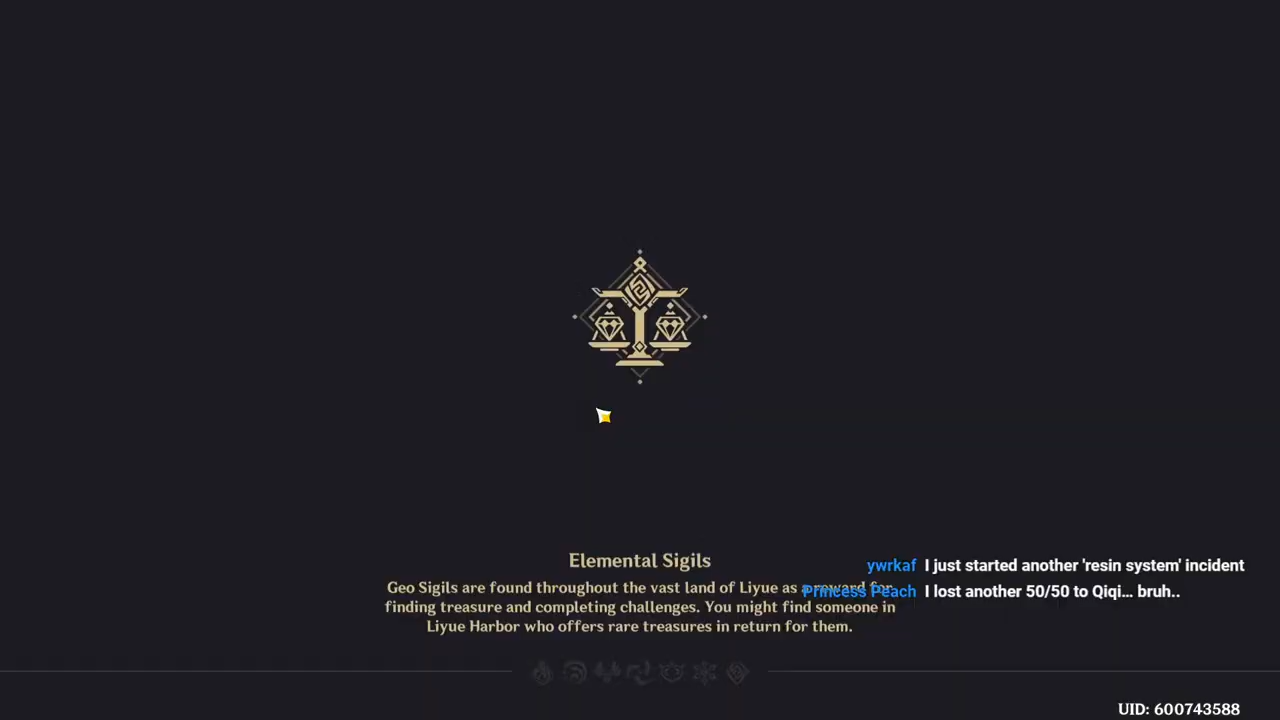 Elemental Sigils
ywrkaf I just started another 'resin system' incident
Geo Sigils are found throughout the vast land of Liyue as a reward for
Princess Peach I lost another 50/50 to Qiqi... bruh..
finding treasure and completing challenges. You might find someone in
Liyue Harbor who offers rare treasures in return for them.
UID: 600743588